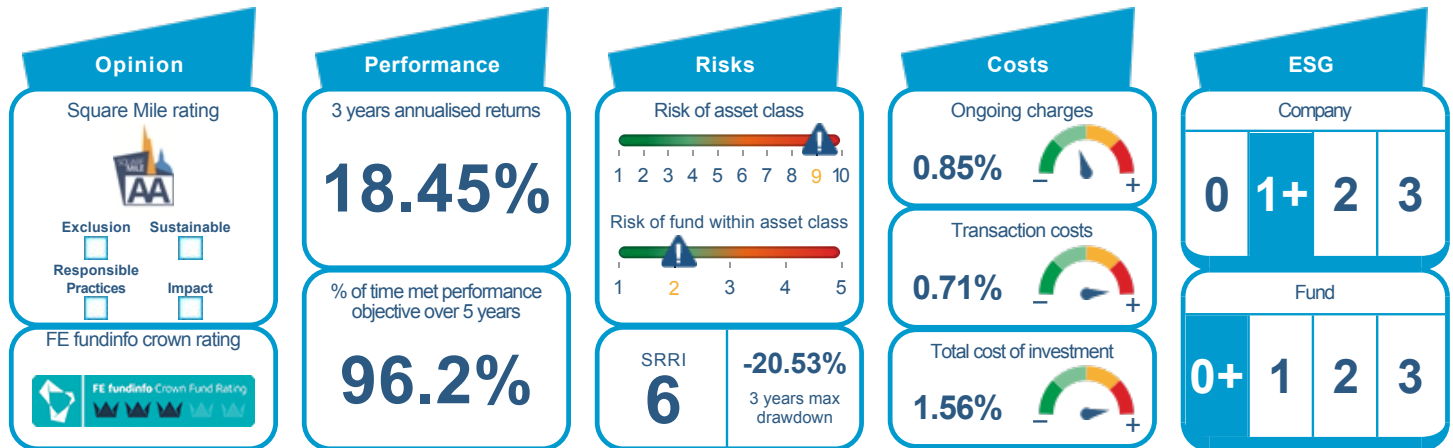 Opinion
Square Mile rating
SQUARE
MILE
AA
Exclusion
Sustainable
Responsible
Practices
Impact
FE fundinfo crown rating
FE fundinfo Crown Fund Rating
Performance
3 years annualised returns
18.45%
% of time met performance
objective over 5 years
96.2%
Risks
Risk of asset class
1 2 3 4 5 6 7 8 9 10
Risk of fund within asset class
1 2 3 4 5
SRRI
6
-20.53%
3 years max
drawdown
Costs
Ongoing charges
0.85%
– +
Transaction costs
0.71%
– +
Total cost of investment
1.56%
– +
ESG
Company
0 1+ 2 3
Fund
0+ 1 2 3